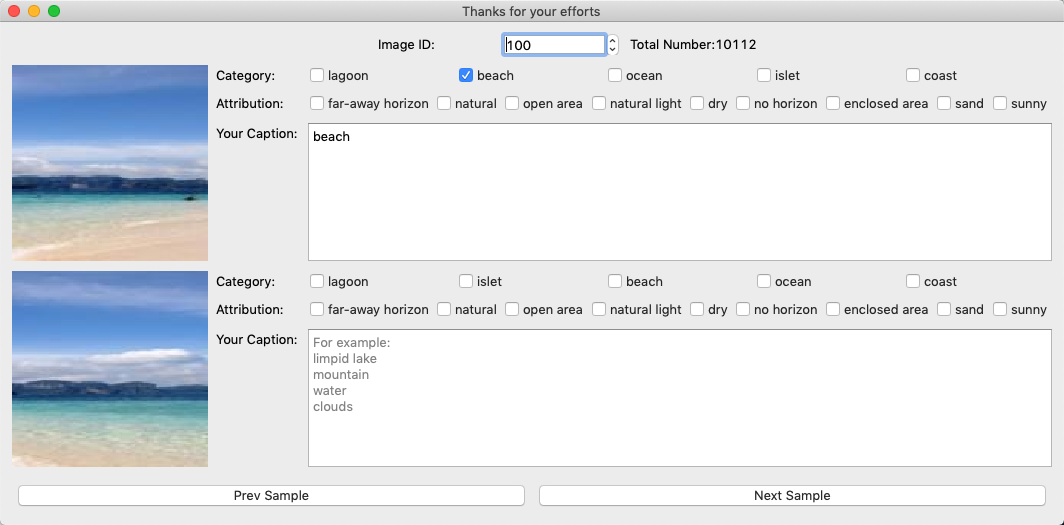 Thanks for your efforts
Image ID: 100 Total Number:10112
Category: lagoon beach ocean islet coast
Attribution: far-away horizon natural open area natural light dry no horizon enclosed area sand sunny
Your Caption: beach
Category: lagoon islet beach ocean coast
Attribution: far-away horizon natural open area natural light dry no horizon enclosed area sand sunny
Your Caption: For example:
limpid lake
mountain
water
clouds
Prev Sample Next Sample